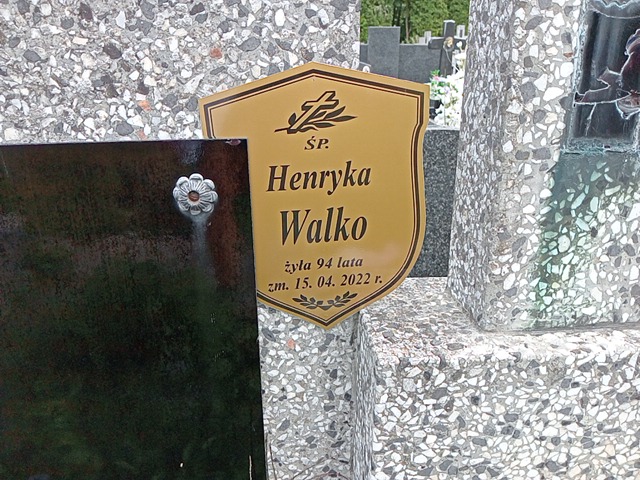 ŚP.
Henryka
Walko
żyła 94 lata
zm. 15. 04. 2022 r.